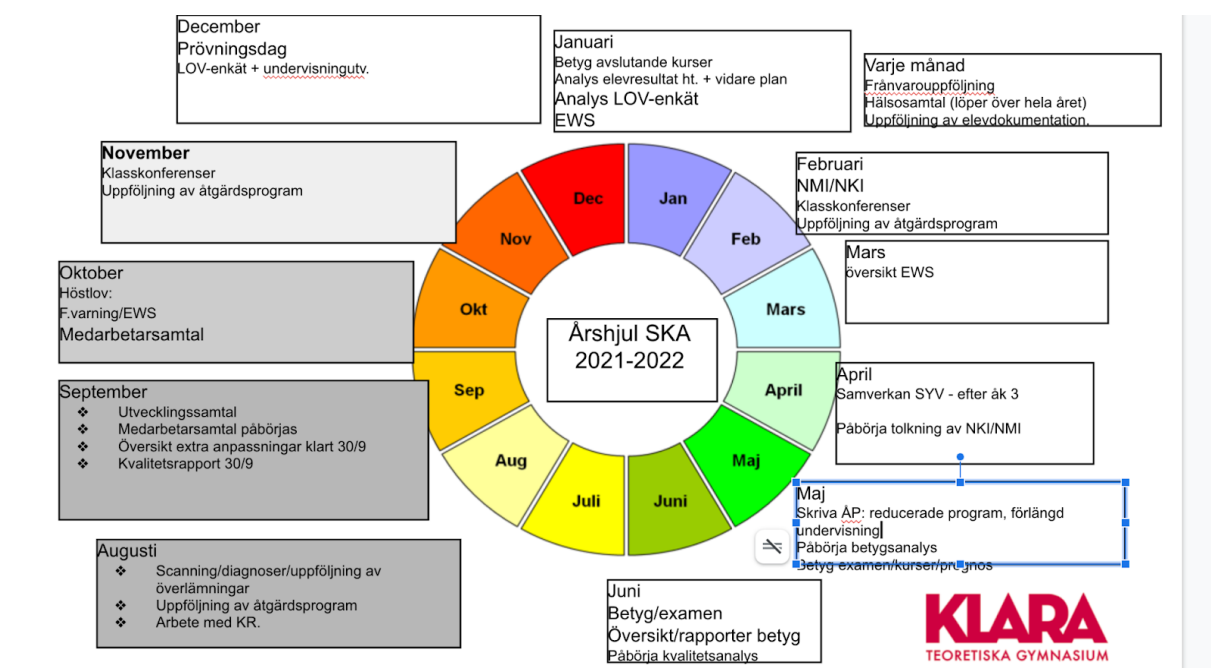 December
Prövningsdag
LOV-enkät + undervisningutv.
Januari
Betyg avslutande kurser
Analys elevresultat ht. + vidare plan
Analys LOV-enkät
EWS
Varje månad
Frånvarouppföljning
Hälsosamtal (löper över hela året)
Uppföljning av elevdokumentation.
November
Klasskonferenser
Uppföljning av åtgärdsprogram
Februari
NMI/NKI
Klasskonferenser
Uppföljning av åtgärdsprogram
Oktober
Höstlov:
F.varning/EWS
Medarbetarsamtal
Mars
översikt EWS
September
❖ Utvecklingssamtal
❖ Medarbetarsamtal påbörjas
❖ Översikt extra anpassningar klart 30/9
❖ Kvalitetsrapport 30/9
April
Samverkan SYV - efter åk 3
Påbörja tolkning av NKI/NMI
Augusti
❖ Scanning/diagnoser/uppföljning av
överlämningar
❖ Uppföljning av åtgärdsprogram
❖ Arbete med KR.
Maj
Skriva ÅP: reducerade program, förlängd
undervisning
Påbörja betygsanalys
Betyg examen/kurser/prognos
Juni
Betyg/examen
Översikt/rapporter betyg
Påbörja kvalitetsanalys
Dec
Jan
Nov
Feb
Okt
Mars
Sep
April
Aug
Maj
Juli
Juni
Årshjul SKA
2021-2022
KLARA
TEORETISKA GYMNASIUM